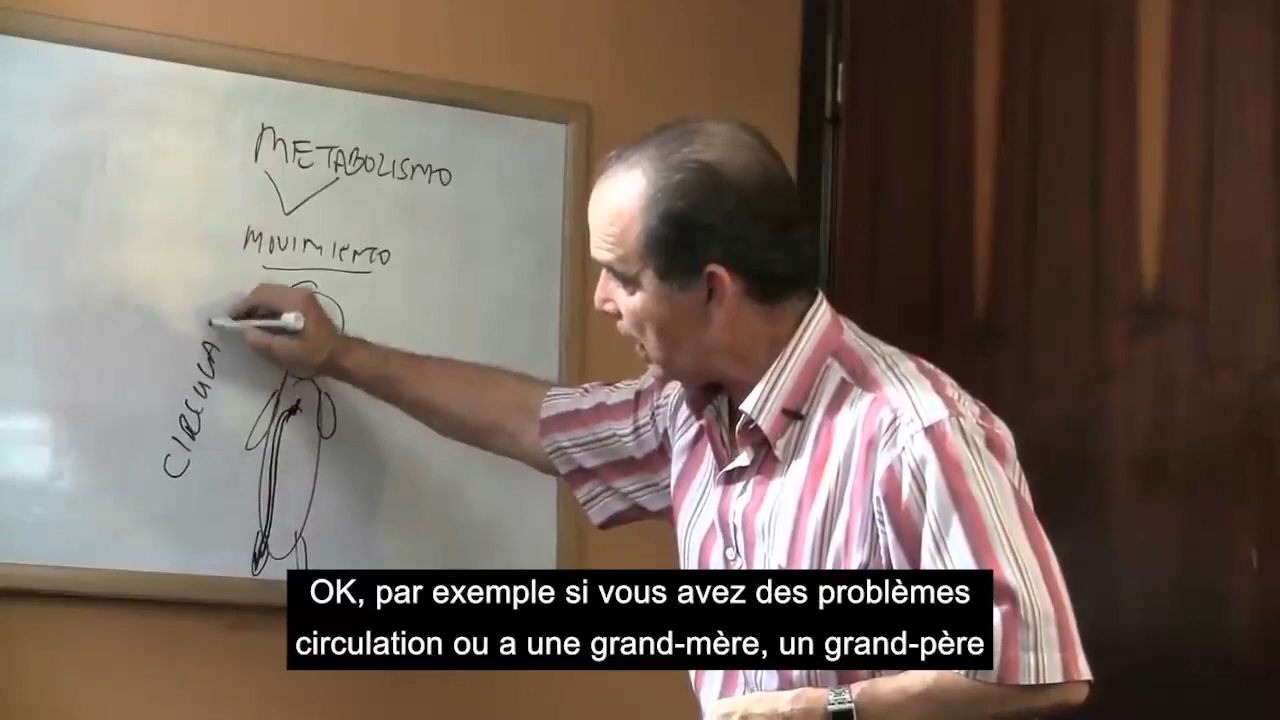 METABOLISMO
MOVIMIENTO
CIRCULA
OK, par exemple si vous avez des problèmes
circulation ou a une grand-mère, un grand-père